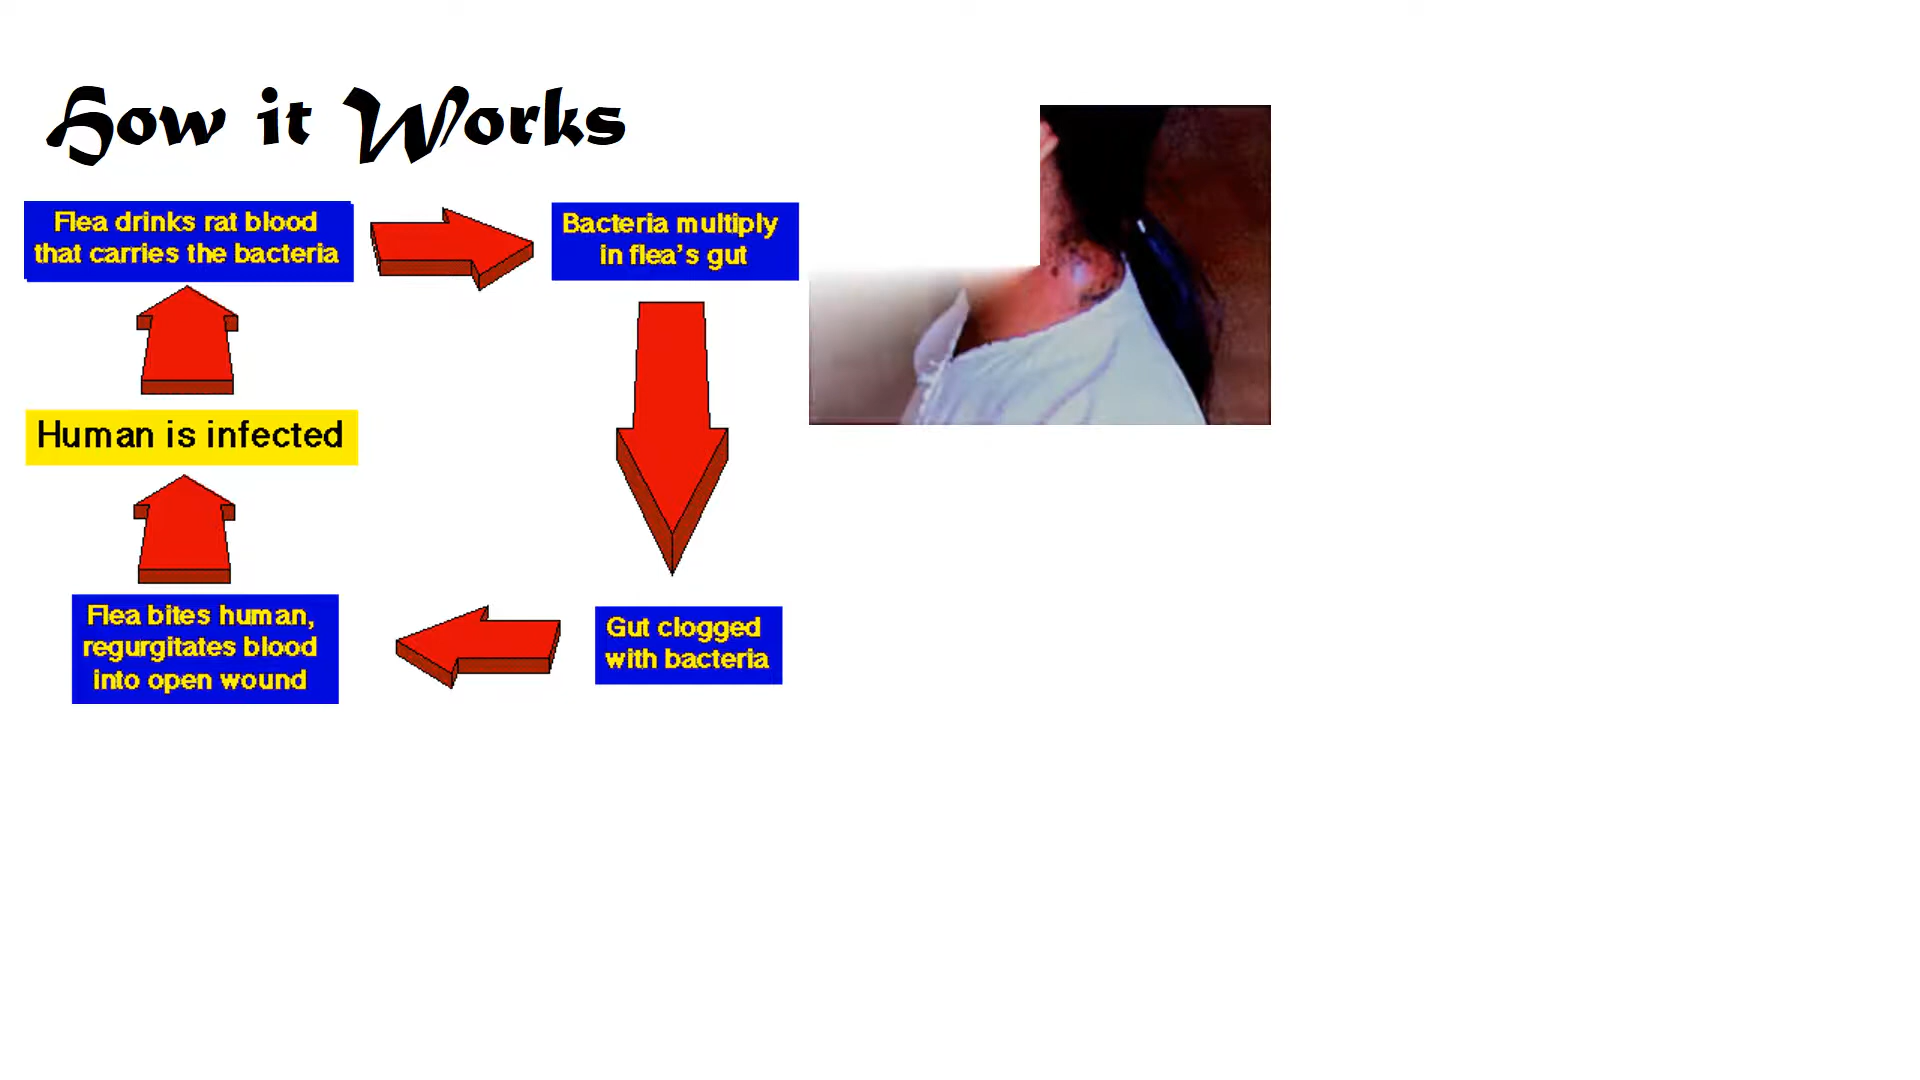 How it Works
Flea drinks rat blood
that carries the bacteria
Bacteria multiply
in flea's gut
Human is infected
Flea bites human,
regurgitates blood
into open wound
Gut clogged
with bacteria